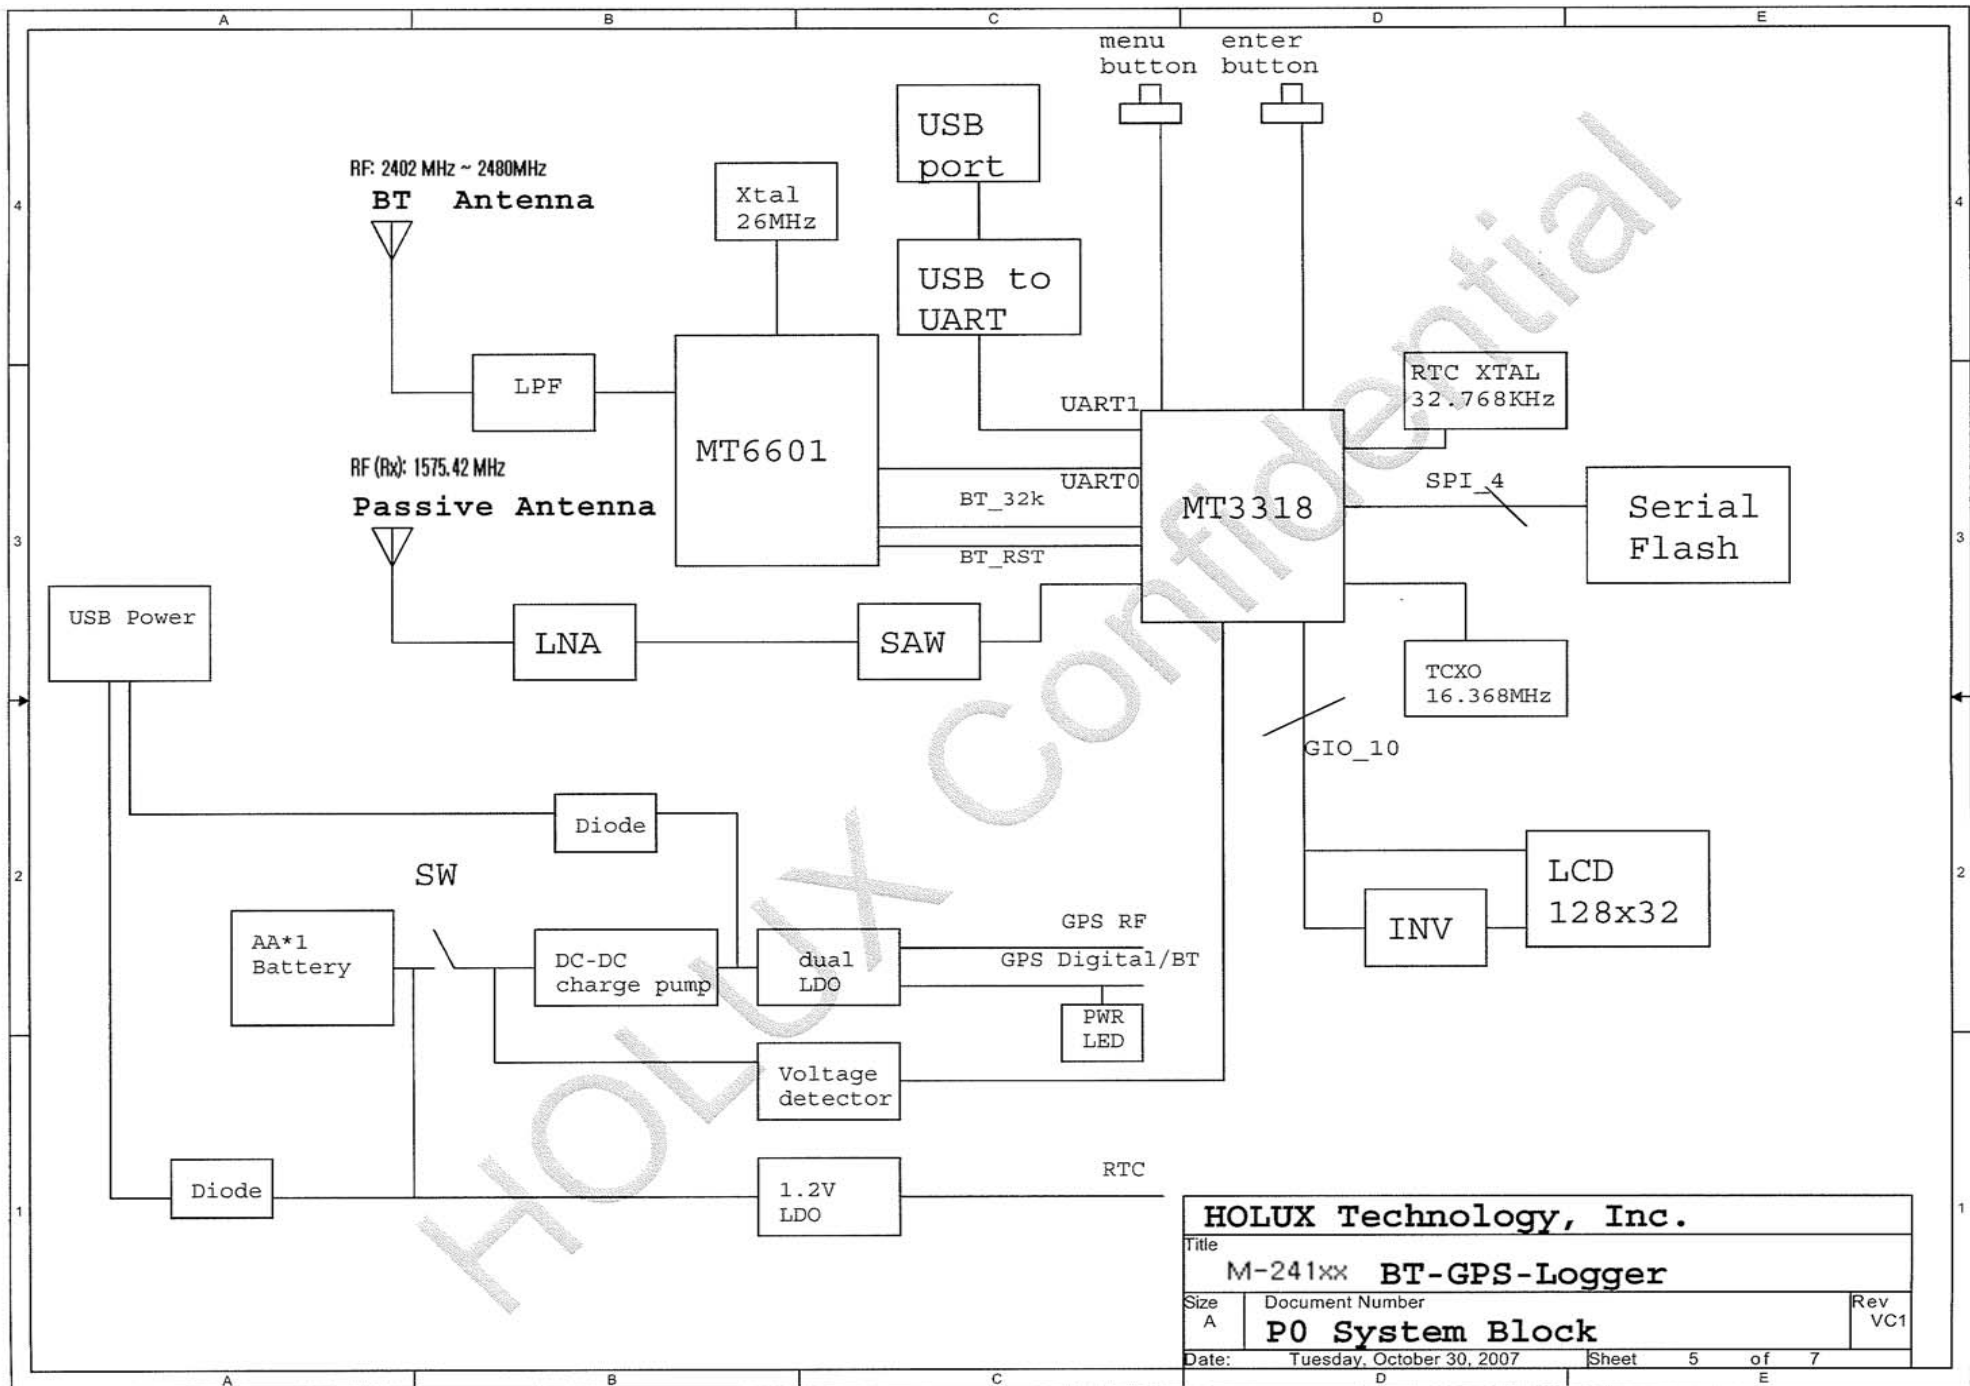 A B C D E
menu enter
button button
USB
port
RF: 2402 MHz ~ 2480MHz
BT Antenna
Xtal
26MHz
4 4
USB to
UART
LPF
RTC XTAL
32.768KHz
UART1
MT6601
RF (Rx): 1575.42 MHz
Passive Antenna
UART0
BT_32k
SPI_4
MT3318
Serial
Flash
BT_RST
3 3
USB Power
LNA
SAW
TCXO
16.368MHz
GIO_10
Diode
SW
2 2
LCD
128x32
INV
AA*1
Battery
DC-DC
charge pump
dual
LDO
GPS RF
GPS Digital/BT
PWR
LED
Voltage
detector
RTC
Diode
1.2V
LDO
1 1
HOLUX Confidential
HOLUX Technology, Inc.
Title
M-241xx BT-GPS-Logger
Size Document Number Rev
A P0 System Block VC1
Date: Tuesday, October 30, 2007 Sheet 5 of 7
A B C D E